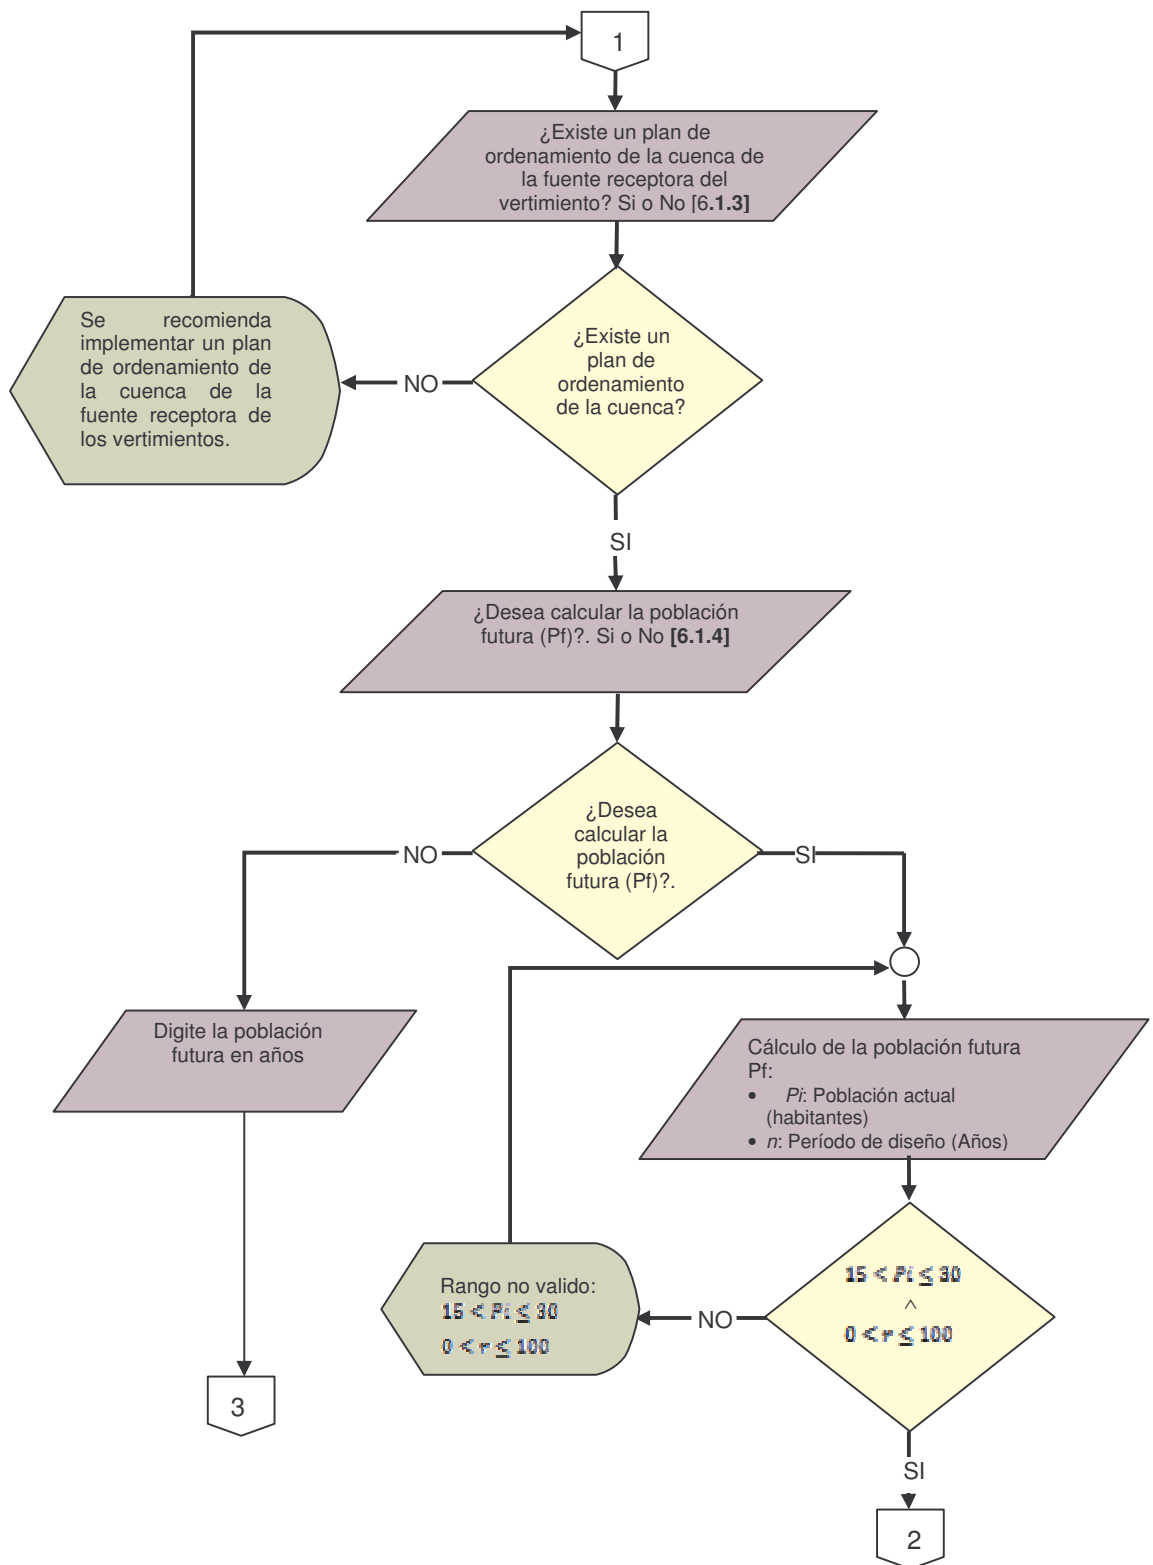 1
¿Existe un plan de
ordenamiento de la cuenca de
la fuente receptora del
vertimiento? Si o No [6.1.3]
Se recomienda
implementar un plan
de ordenamiento de
la cuenca de la
fuente receptora de
los vertimientos.
NO
¿Existe un
plan de
ordenamiento
de la cuenca?
SI
¿Desea calcular la población
futura (Pf)?. Si o No [6.1.4]
¿Desea
calcular la
población
futura (Pf)?.
NO
SI
Digite la población
futura en años
Cálculo de la población futura
Pf:
• Pi: Población actual
(habitantes)
• n: Período de diseño (Años)
Rango no valido:
15 < Pi ≤ 30
0 < r ≤ 100
NO
15 < Pi ≤ 30
^
0 < r ≤ 100
3
SI
2